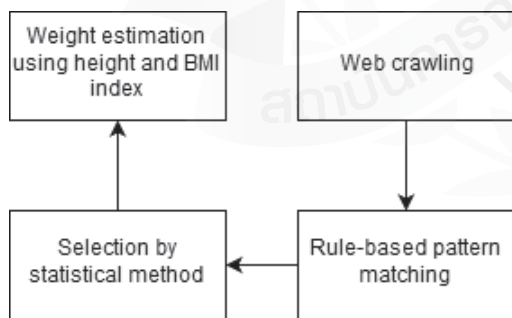 Weight estimation
using height and BMI
index
Web crawling
Selection by
statistical method
Rule-based pattern
matching